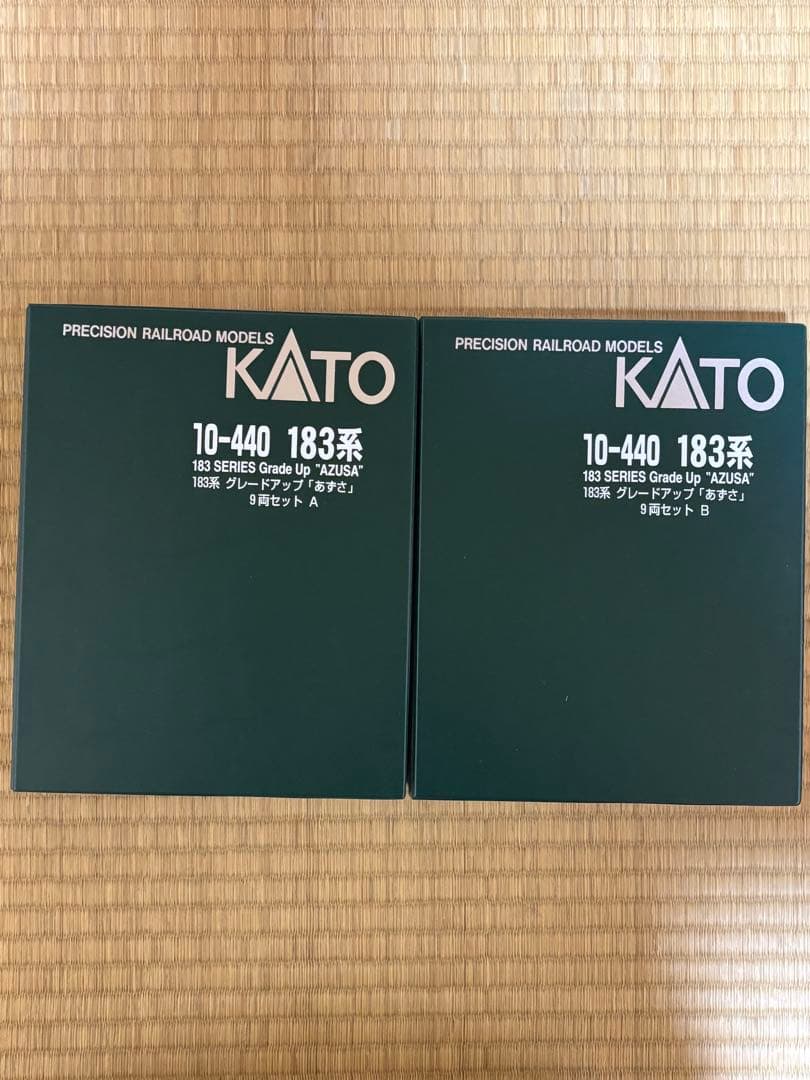 PRECISION RAILROAD MODELS
KATO
10-440 183系
183 SERIES Grade Up "AZUSA"
183系 グレードアップ「あずさ」
9両セット A
PRECISION RAILROAD MODELS
KATO
10-440 183系
183 SERIES Grade Up "AZUSA"
183系 グレードアップ「あずさ」
9両セット B